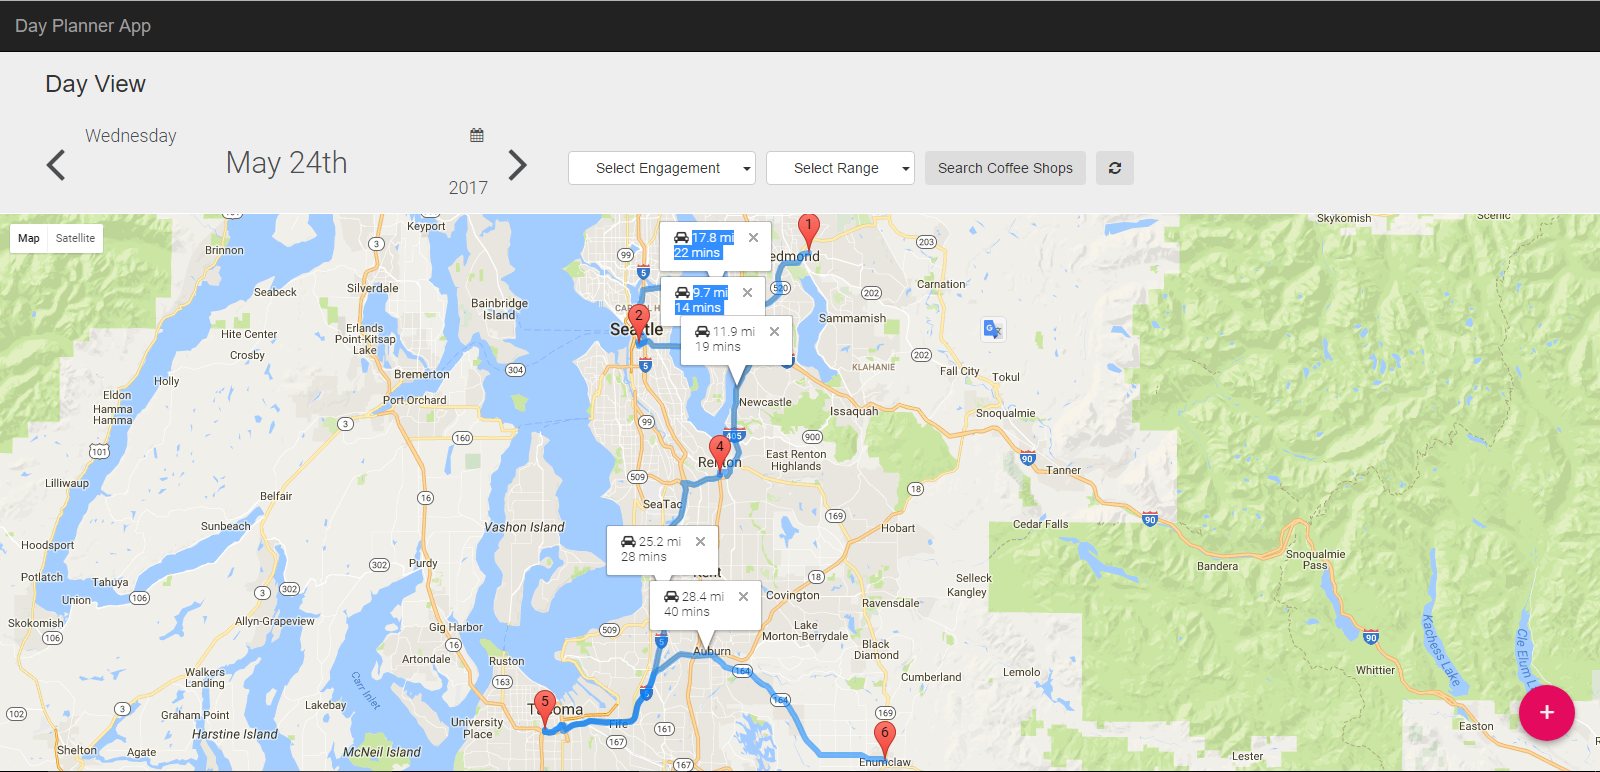 Day Planner App
Day View
Wednesday
May 24th
2017
Select Engagement
Select Range
Search Coffee Shops
Map
Satellite
17.8 mi
22 mins
9.7 mi
14 mins
11.9 mi
19 mins
25.2 mi
28 mins
28.4 mi
40 mins
1
2
4
5
6
Keyport
Skykomish
Brinnon
3
99
5
203
Seabeck
Silverdale
Bainbridge
Island
520
202
Carnation
Hite Center
Erlands
Point-Kitsap
Lake
Crosby
Seattle
Sammamish
G
Holly
Bremerton
304
5
KLAHANIE
202
Fall City
Tokul
Eldon
Hamma
Hamma
Port Orchard
Newcastle
Issaquah
Snoqualmie
3
99
160
405
900
101
Renton
East Renton
Highlands
90
Tanner
Lilliwaup
509
18
Belfair
16
SeaTac
169
90
Sunbeach
Vashon Island
Hobart
Cedar Falls
Hoodsport
Snoqualmie
Pass
Potlatch
Tahuya
302
Purdy
Bandera
Union
106
3
302
18
Selleck
Kangley
Covington
Ravensdale
Skokomish
106
Allyn-Grapeview
Gig Harbor
509
Lake
Morton-Berrydale
90
Kachess Lake
16
5
Black
Diamond
Artondale
Ruston
Auburn
Walkers
Landing
163
164
Cumberland
Lemolo
Whittier
Carr Inlet
164
Lakebay
102
3
Graham Point
University
Place
Tacoma
Fife
161
169
Easton
Harstine Island
167
Shelton
Agate
McNeil Island
167
Enumclaw
Lester
+